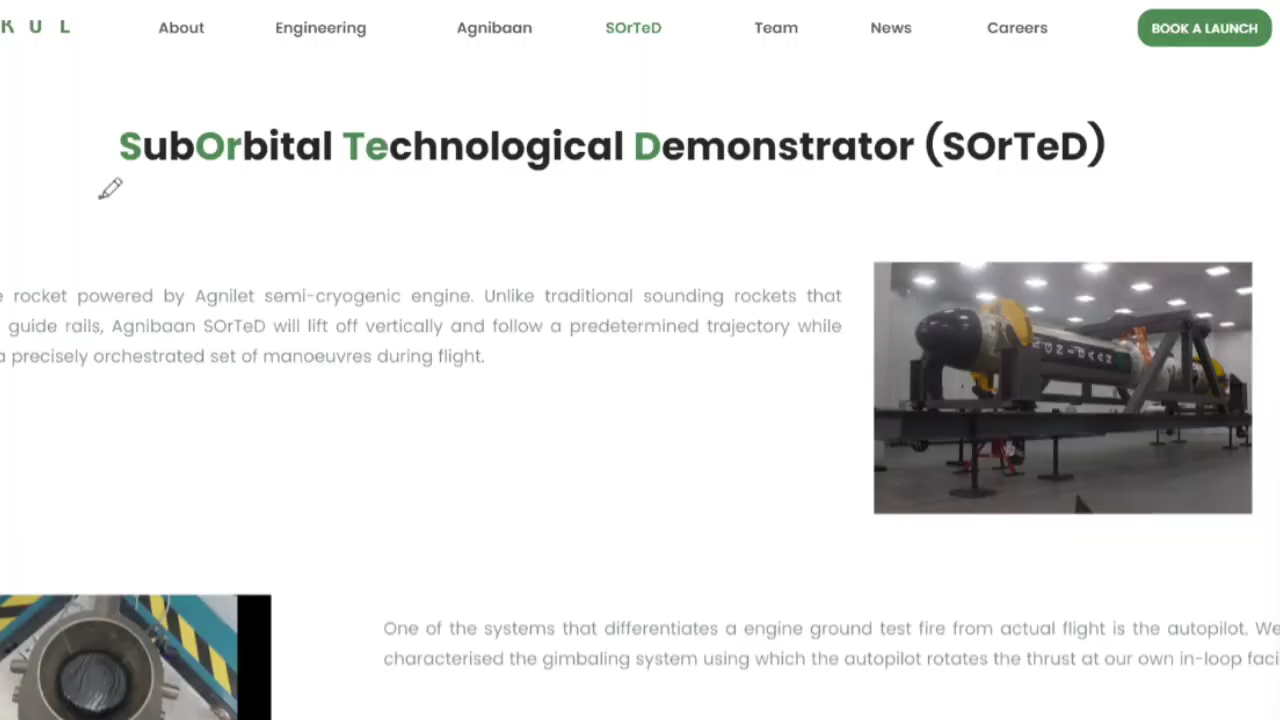 K U L
About Engineering Agnibaan SOrTeD Team News Careers BOOK A LAUNCH
SubOrbital Technological Demonstrator (SOrTeD)
rocket powered by Agnilet semi-cryogenic engine. Unlike traditional sounding rockets that
guide rails, Agnibaan SOrTeD will lift off vertically and follow a predetermined trajectory while
a precisely orchestrated set of manoeuvres during flight.
AGNIBAAN
One of the systems that differentiates a engine ground test fire from actual flight is the autopilot. We
characterised the gimbaling system using which the autopilot rotates the thrust at our own in-loop faci